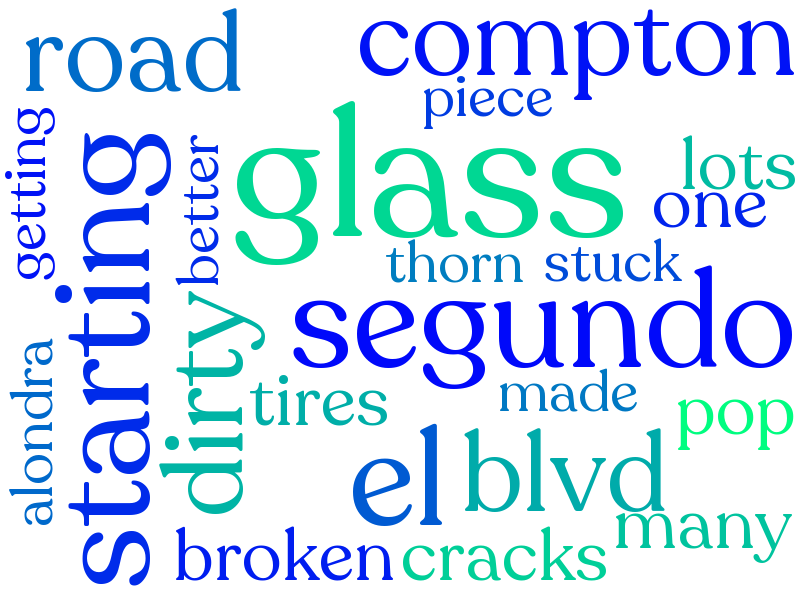 road
compton
piece
getting
starting
better
glass
lots
one
thorn
stuck
segundo
dirty
alondra
tires
made
pop
el
blvd
many
broken
cracks